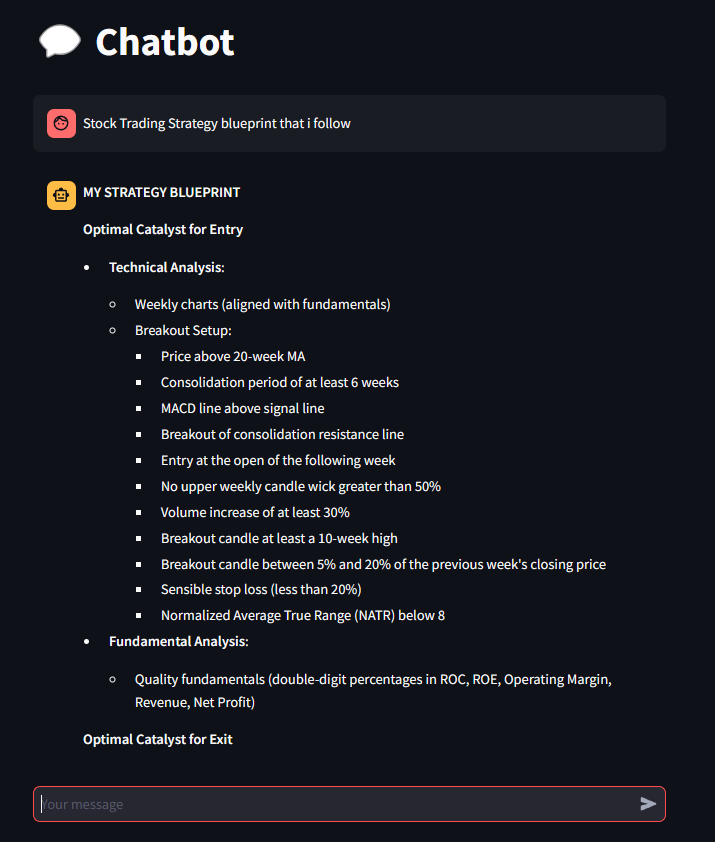 Chatbot
Stock Trading Strategy blueprint that i follow
MY STRATEGY BLUEPRINT
Optimal Catalyst for Entry
Technical Analysis:
Weekly charts (aligned with fundamentals)
Breakout Setup:
Price above 20-week MA
Consolidation period of at least 6 weeks
MACD line above signal line
Breakout of consolidation resistance line
Entry at the open of the following week
No upper weekly candle wick greater than 50%
Volume increase of at least 30%
Breakout candle at least a 10-week high
Breakout candle between 5% and 20% of the previous week's closing price
Sensible stop loss (less than 20%)
Normalized Average True Range (NATR) below 8
Fundamental Analysis:
Quality fundamentals (double-digit percentages in ROC, ROE, Operating Margin,
Revenue, Net Profit)
Optimal Catalyst for Exit
Your message